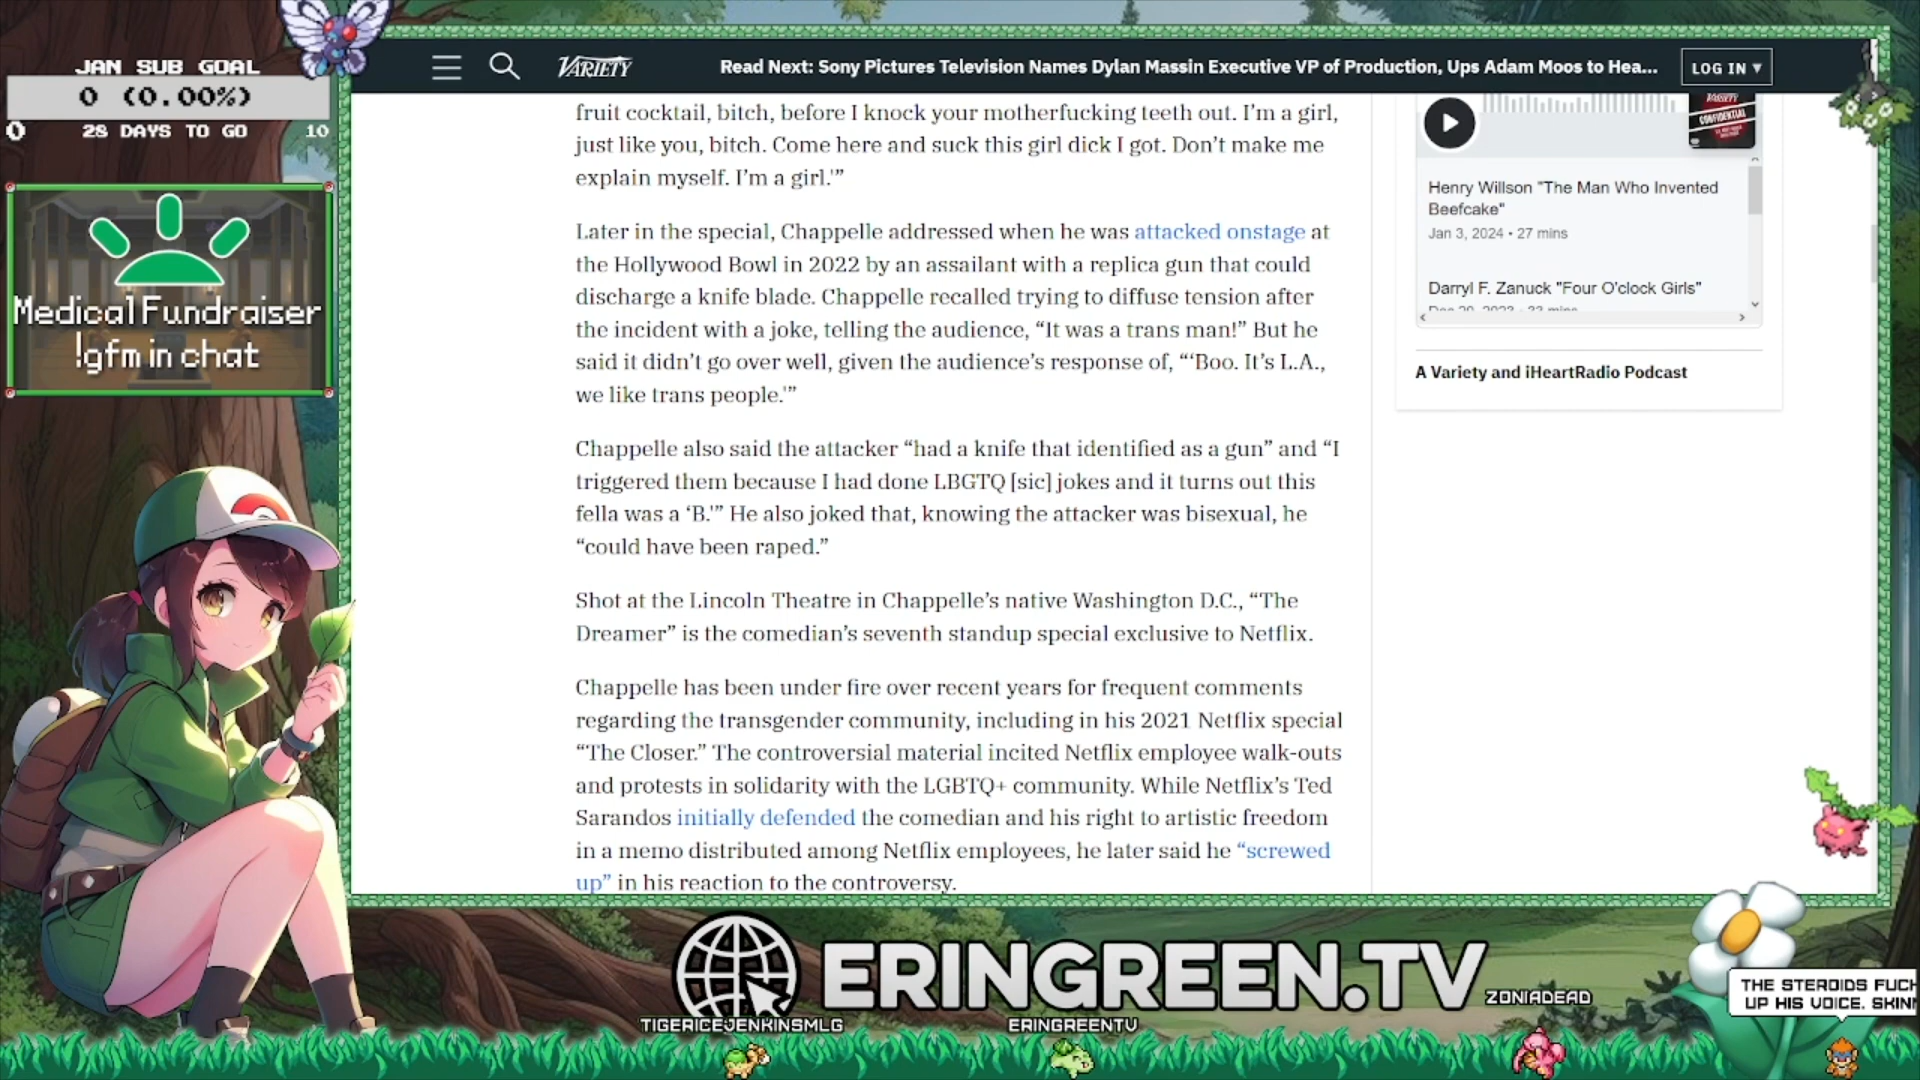 JAN SUB GOAL
0 (0.00%)
0 28 DAYS TO GO 10
Medical Fundraiser
!gfm in chat
VARIETY
Read Next: Sony Pictures Television Names Dylan Massin Executive VP of Production, Ups Adam Moos to Hea...
LOG IN ▾
fruit cocktail, bitch, before I knock your motherfucking teeth out. I’m a girl,
just like you, bitch. Come here and suck this girl dick I got. Don’t make me
explain myself. I’m a girl.'”
Later in the special, Chappelle addressed when he was attacked onstage at
the Hollywood Bowl in 2022 by an assailant with a replica gun that could
discharge a knife blade. Chappelle recalled trying to diffuse tension after
the incident with a joke, telling the audience, “It was a trans man!” But he
said it didn’t go over well, given the audience’s response of, “‘Boo. It’s L.A.,
we like trans people.'”
Chappelle also said the attacker “had a knife that identified as a gun” and “I
triggered them because I had done LBGTQ [sic] jokes and it turns out this
fella was a ‘B.'” He also joked that, knowing the attacker was bisexual, he
“could have been raped.”
Shot at the Lincoln Theatre in Chappelle’s native Washington D.C., “The
Dreamer” is the comedian’s seventh standup special exclusive to Netflix.
Chappelle has been under fire over recent years for frequent comments
regarding the transgender community, including in his 2021 Netflix special
“The Closer.” The controversial material incited Netflix employee walk-outs
and protests in solidarity with the LGBTQ+ community. While Netflix’s Ted
Sarandos initially defended the comedian and his right to artistic freedom
in a memo distributed among Netflix employees, he later said he “screwed
up” in his reaction to the controversy.
VARIETY
CONFIDENTIAL
Henry Willson "The Man Who Invented
Beefcake"
Jan 3, 2024 • 27 mins
Darryl F. Zanuck "Four O'clock Girls"
Dec 20, 2023 · 33 mins
A Variety and iHeartRadio Podcast
ERINGREEN.TV
ZONIADEAD
TIGERICEJENKINSMLG
ERINGREENTV
THE STEROIDS FUCH
UP HIS VOICE. SKIN